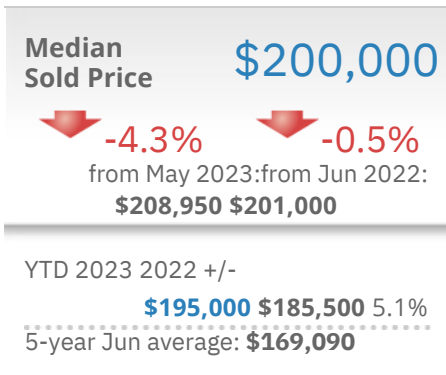 Median
Sold Price
$200,000
-4.3% -0.5%
from May 2023:from Jun 2022:
$208,950 $201,000
YTD 2023 2022 +/-
$195,000 $185,500 5.1%
5-year Jun average: $169,090